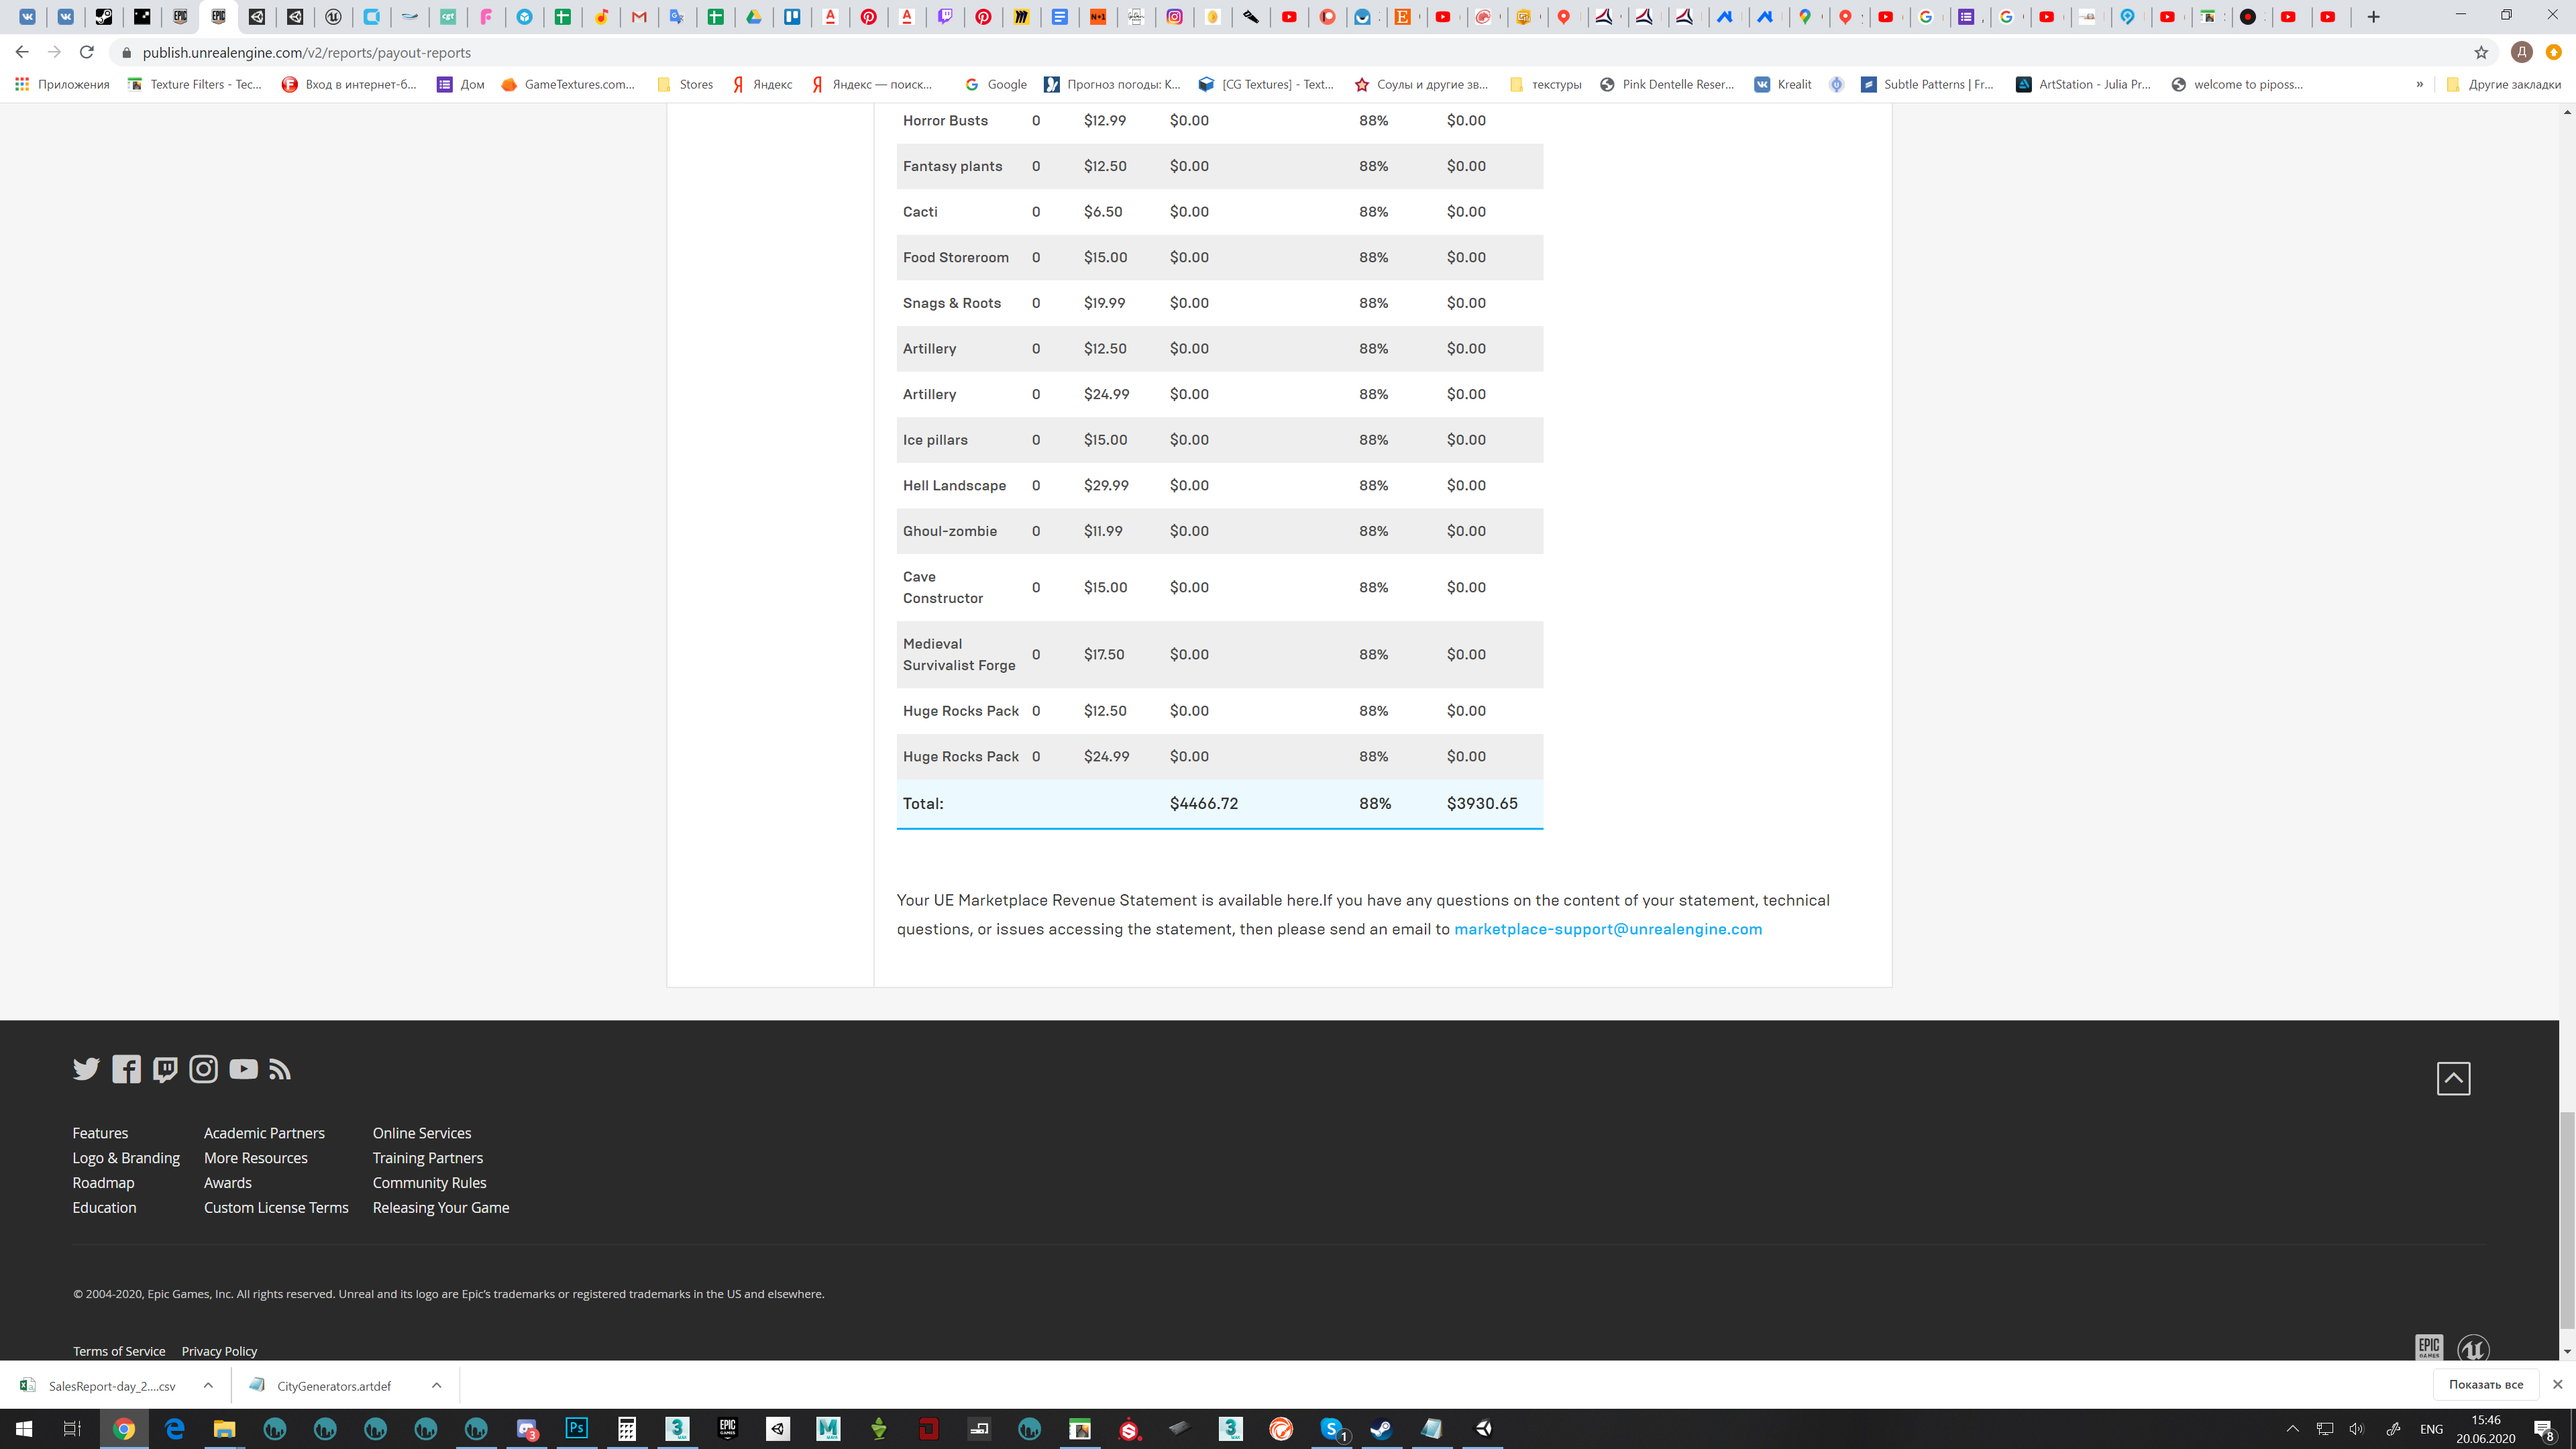 publish.unrealengine.com/v2/reports/payout-reports
Приложения Texture Filters - Tec... Вход в интернет-б... Дом GameTextures.com... Stores Яндекс Яндекс — поиск... Google Прогноз погоды: К... [CG Textures] - Text... Соулы и другие зв... текстуры Pink Dentelle Reser... Krealit Subtle Patterns | Fr... ArtStation - Julia Pr... welcome to piposs... » Другие закладки
Horror Busts 0 $12.99 $0.00 88% $0.00
Fantasy plants 0 $12.50 $0.00 88% $0.00
Cacti 0 $6.50 $0.00 88% $0.00
Food Storeroom 0 $15.00 $0.00 88% $0.00
Snags & Roots 0 $19.99 $0.00 88% $0.00
Artillery 0 $12.50 $0.00 88% $0.00
Artillery 0 $24.99 $0.00 88% $0.00
Ice pillars 0 $15.00 $0.00 88% $0.00
Hell Landscape 0 $29.99 $0.00 88% $0.00
Ghoul-zombie 0 $11.99 $0.00 88% $0.00
Cave
Constructor 0 $15.00 $0.00 88% $0.00
Medieval
Survivalist Forge 0 $17.50 $0.00 88% $0.00
Huge Rocks Pack 0 $12.50 $0.00 88% $0.00
Huge Rocks Pack 0 $24.99 $0.00 88% $0.00
Total: $4466.72 88% $3930.65
Your UE Marketplace Revenue Statement is available here.If you have any questions on the content of your statement, technical
questions, or issues accessing the statement, then please send an email to marketplace-support@unrealengine.com
Features Academic Partners Online Services
Logo & Branding More Resources Training Partners
Roadmap Awards Community Rules
Education Custom License Terms Releasing Your Game
© 2004-2020, Epic Games, Inc. All rights reserved. Unreal and its logo are Epic's trademarks or registered trademarks in the US and elsewhere.
Terms of Service Privacy Policy
EPIC GAMES
SalesReport-day_2....csv CityGenerators.artdef Показать все
ENG 15:46
20.06.2020